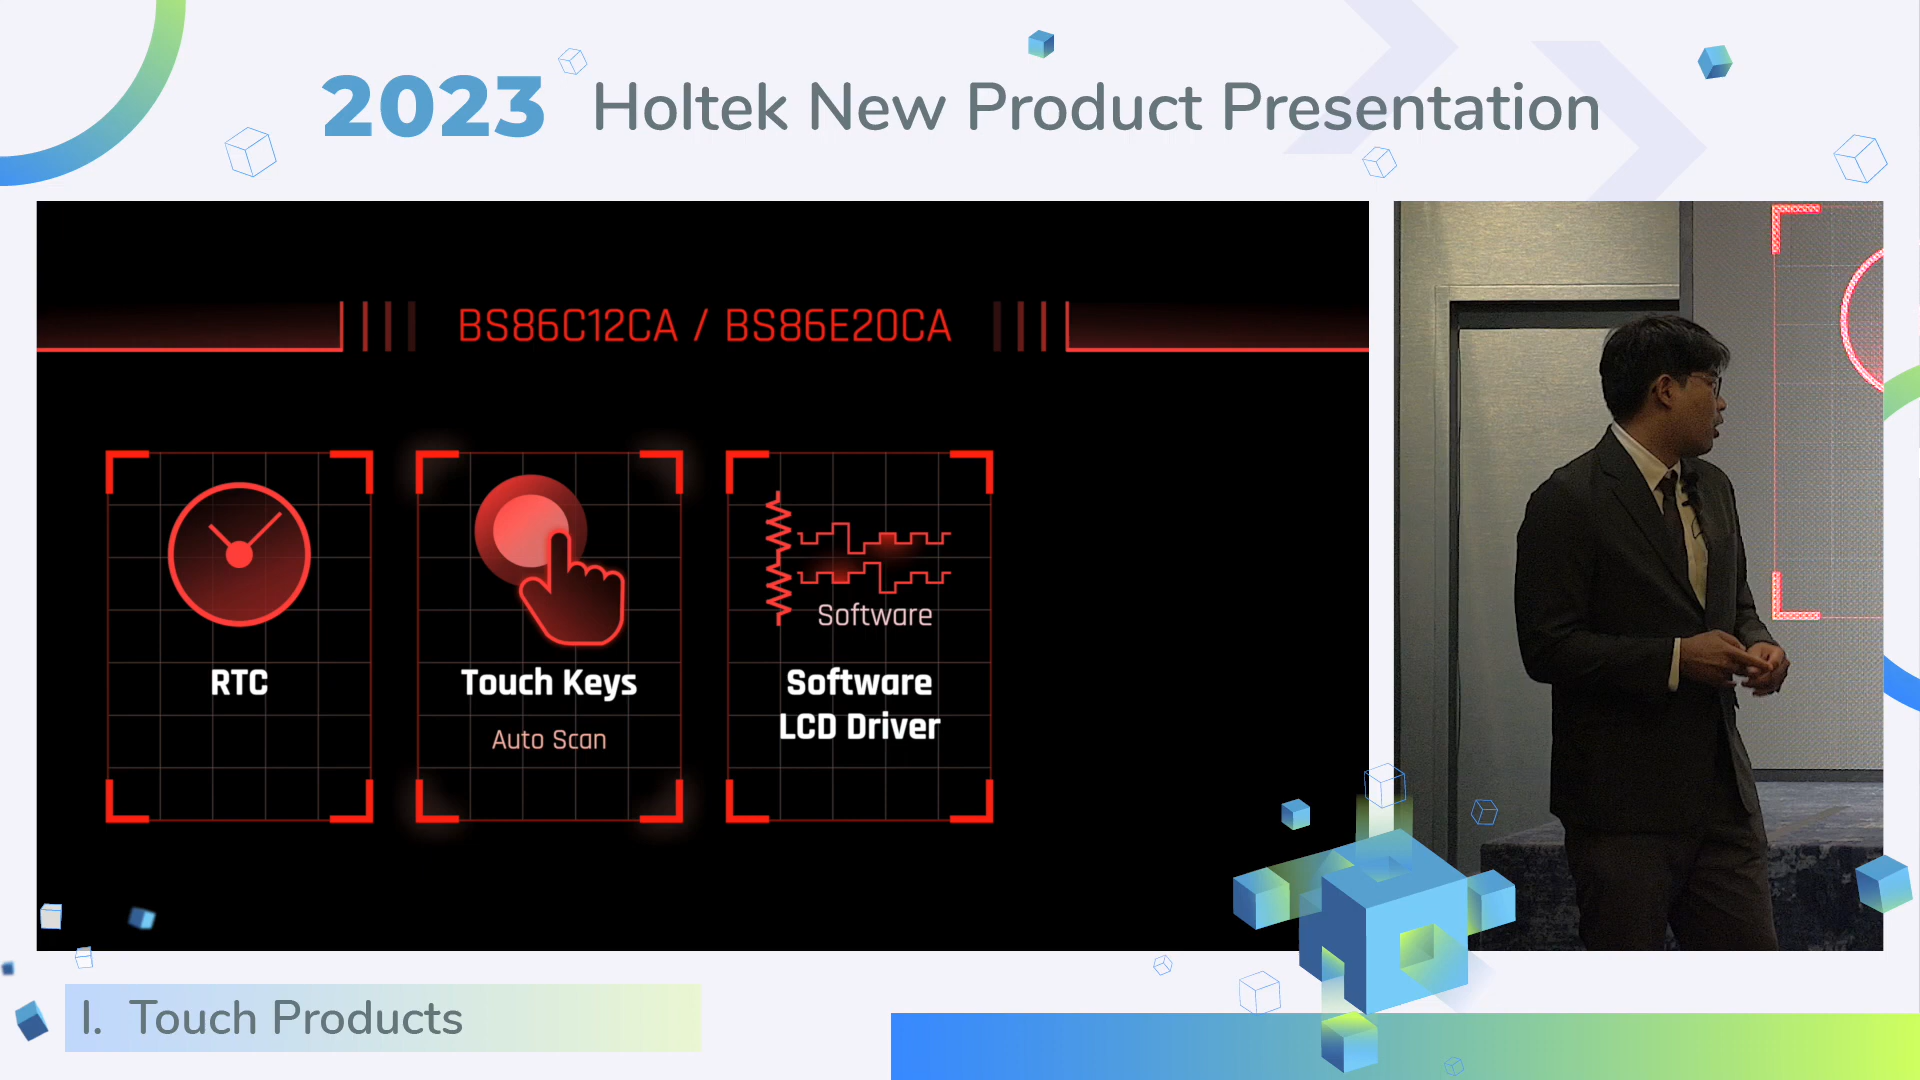 2023 Holtek New Product Presentation
BS86C12CA / BS86E20CA
Software
RTC
Touch Keys
Auto Scan
Software
LCD Driver
I. Touch Products